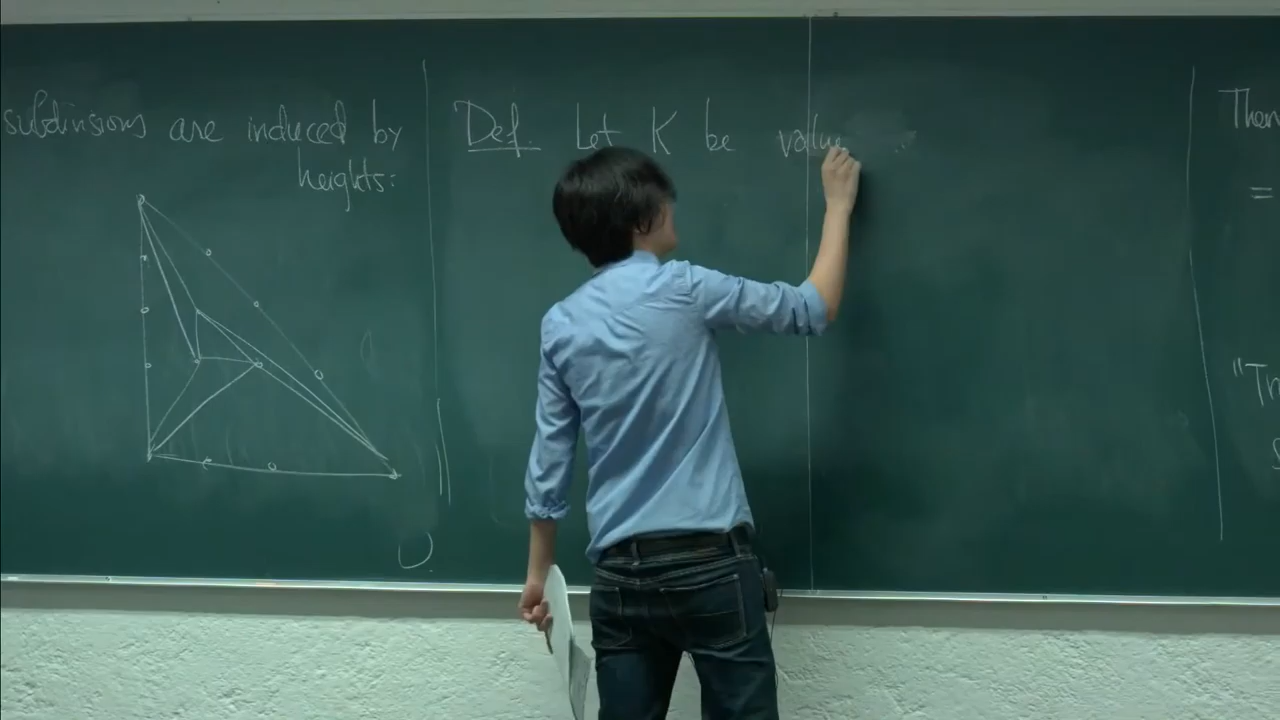 subdivisions are induced by
heights:
Def. Let K be value
Then
=
"Tr